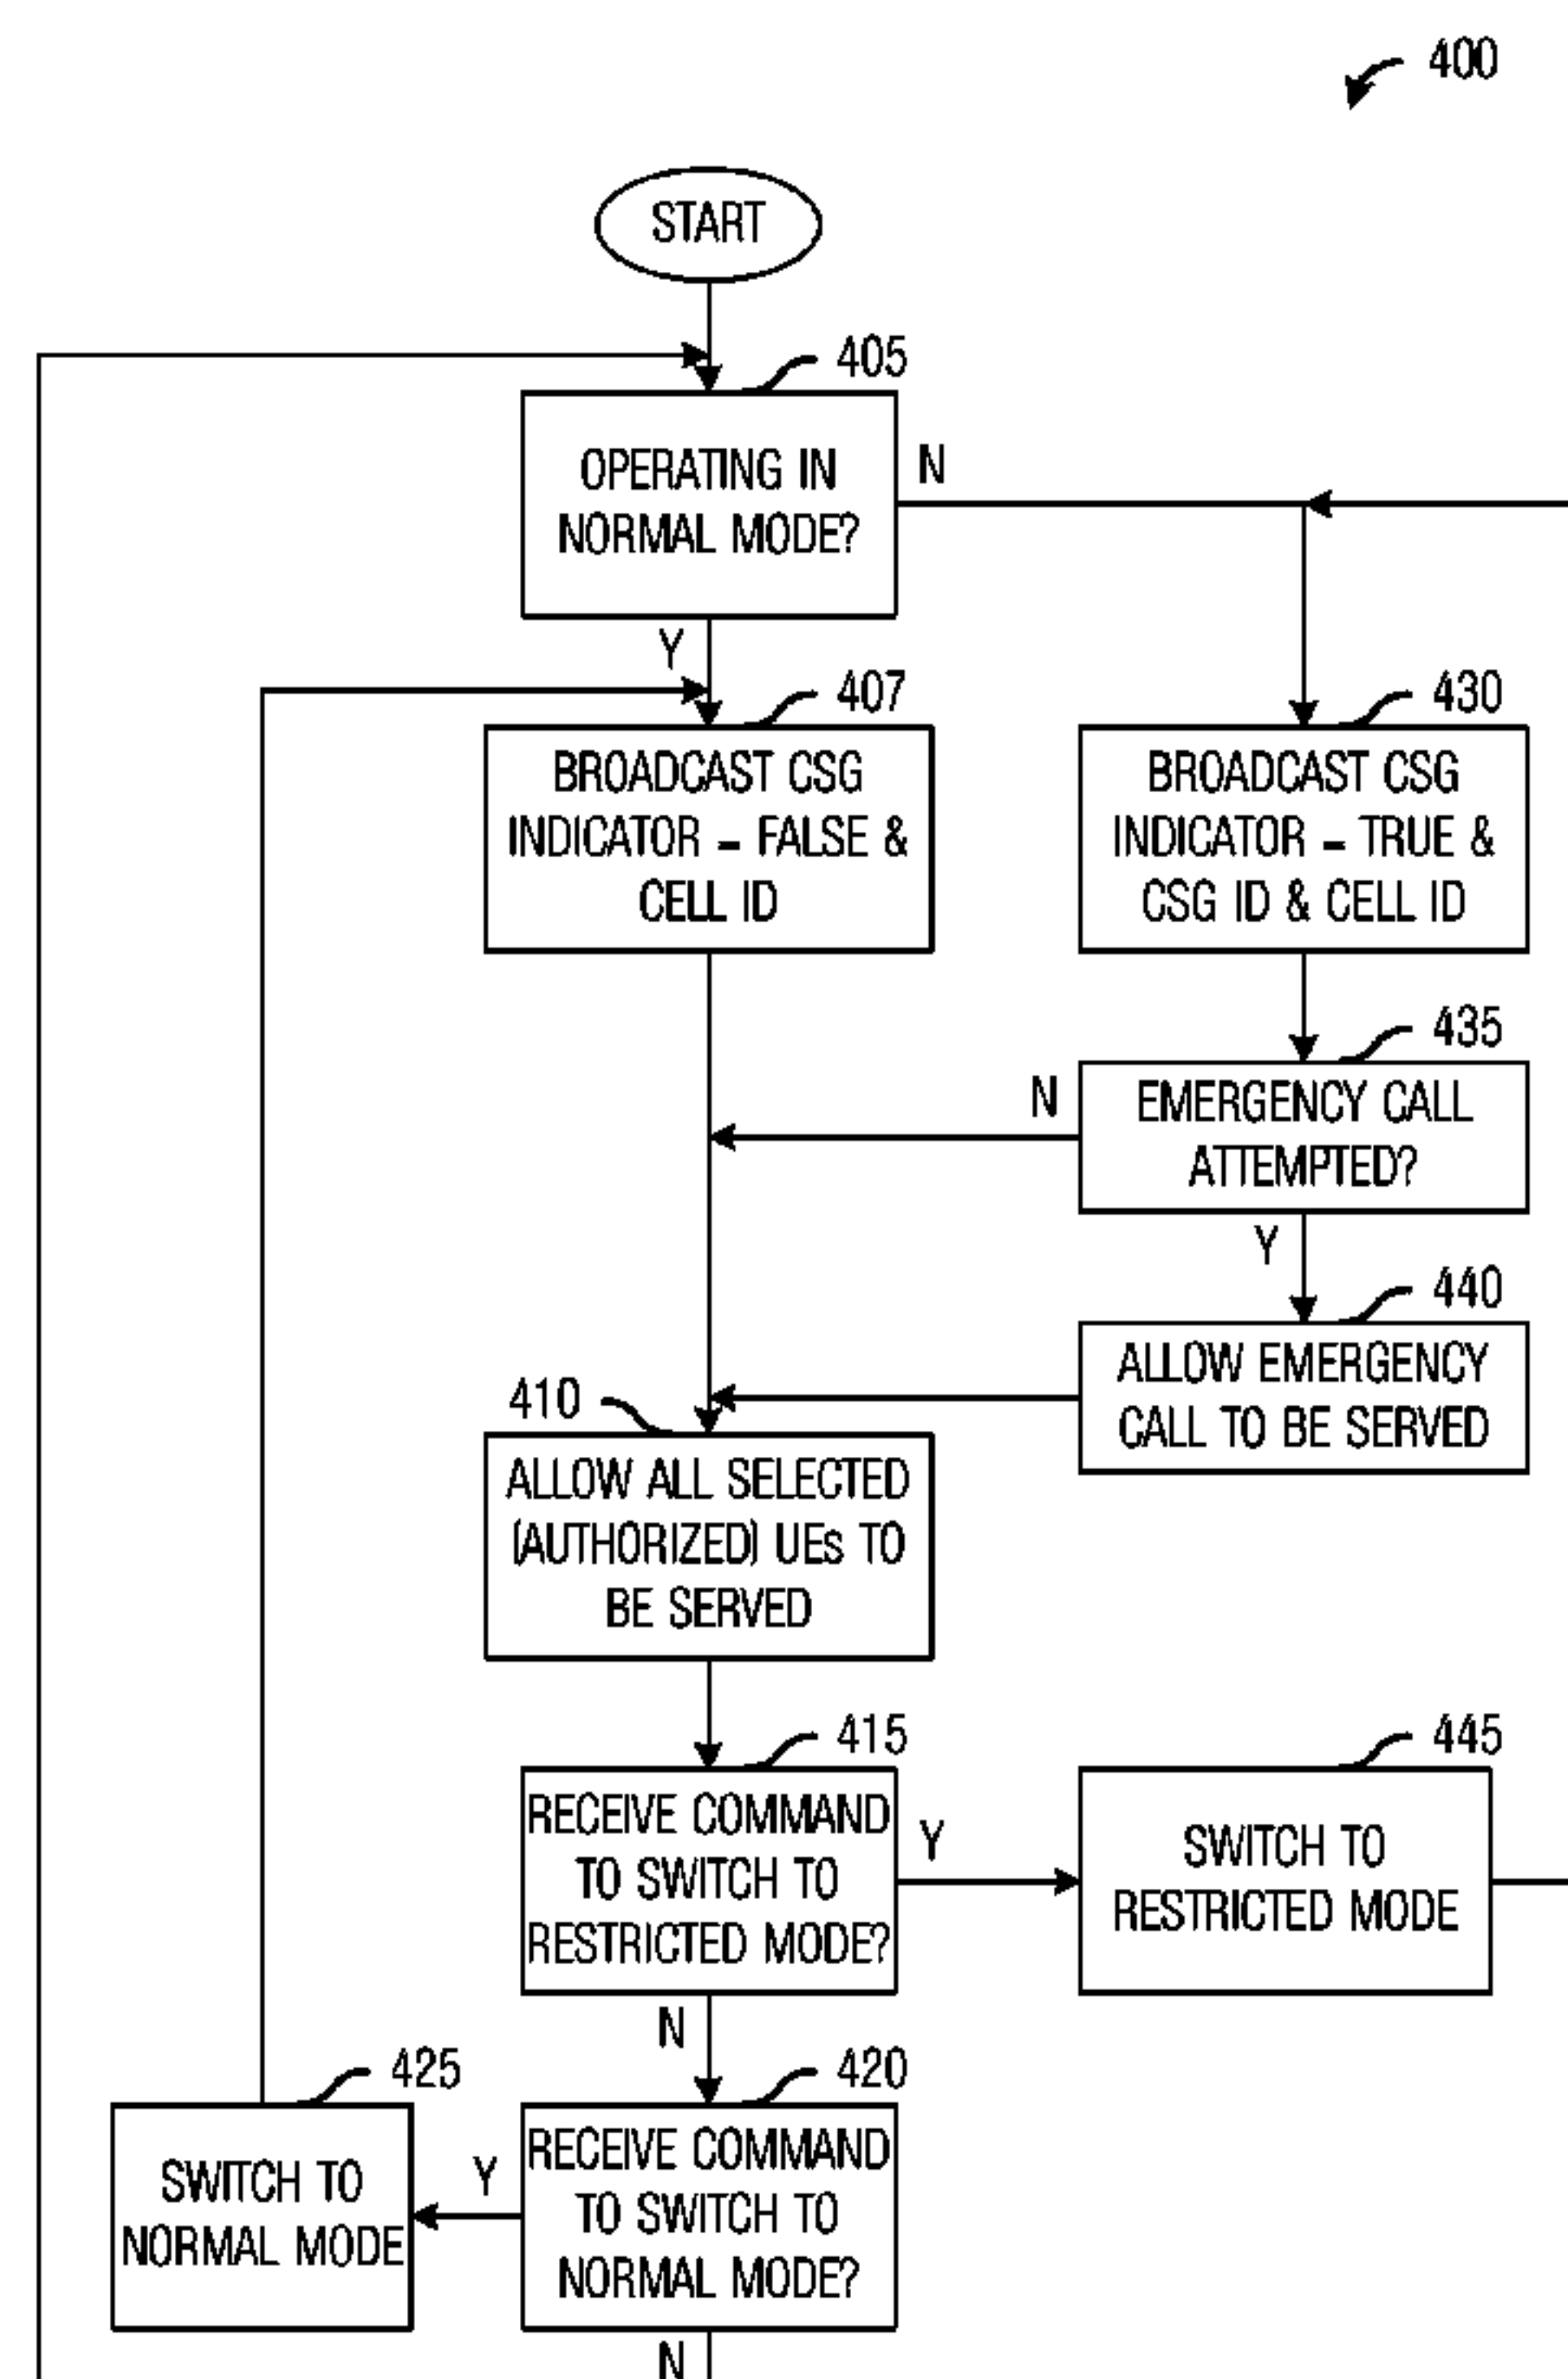 400
START
405
OPERATING IN
NORMAL MODE?
N
Y
407
BROADCAST CSG
INDICATOR = FALSE &
CELL ID
430
BROADCAST CSG
INDICATOR = TRUE &
CSG ID & CELL ID
435
EMERGENCY CALL
ATTEMPTED?
N
Y
440
ALLOW EMERGENCY
CALL TO BE SERVED
410
ALLOW ALL SELECTED
(AUTHORIZED) UEs TO
BE SERVED
415
RECEIVE COMMAND
TO SWITCH TO
RESTRICTED MODE?
Y
445
SWITCH TO
RESTRICTED MODE
N
425
SWITCH TO
NORMAL MODE
Y
420
RECEIVE COMMAND
TO SWITCH TO
NORMAL MODE?
N